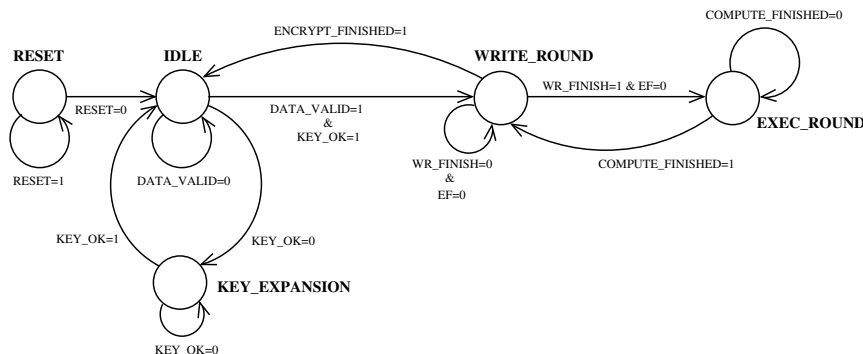 COMPUTE_FINISHED=0
ENCRYPT_FINISHED=1
RESET
IDLE
WRITE_ROUND
WR_FINISH=1 & EF=0
RESET=0
DATA_VALID=1
&
KEY_OK=1
EXEC_ROUND
WR_FINISH=0
&
EF=0
COMPUTE_FINISHED=1
RESET=1
DATA_VALID=0
KEY_OK=1
KEY_OK=0
KEY_EXPANSION
KEY_OK=0